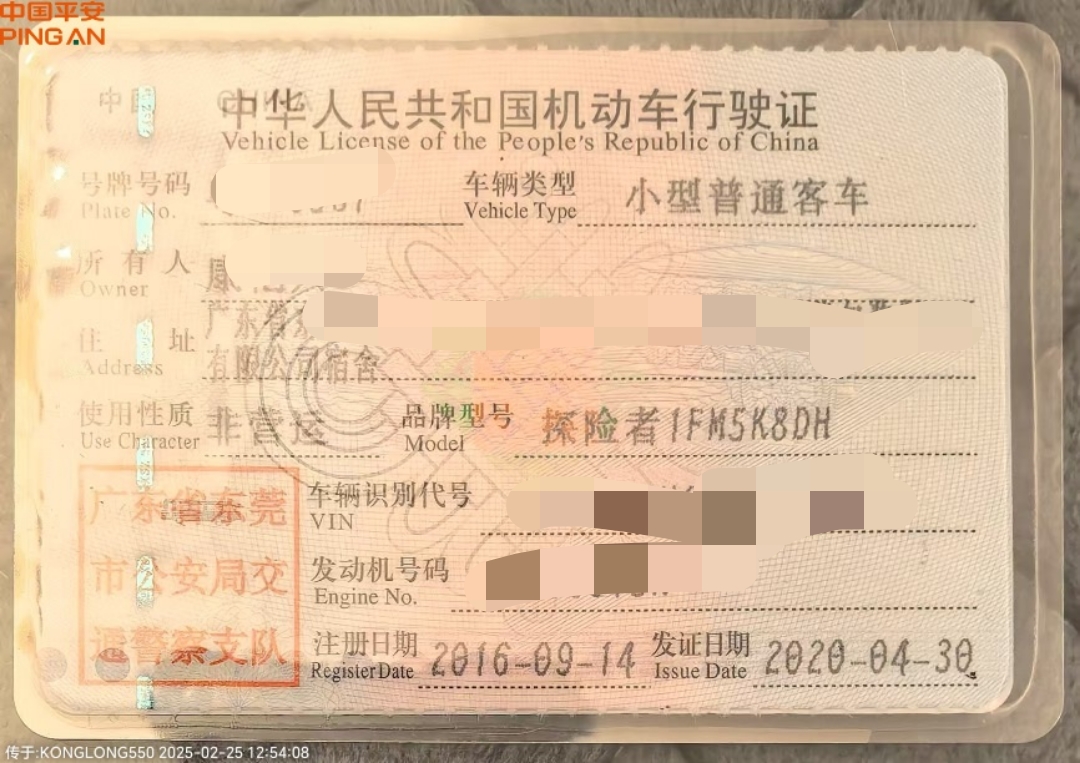 中国平安
PING AN
中华人民共和国机动车行驶证
Vehicle License of the People's Republic of China
号牌号码
Plate No.
车辆类型 小型普通客车
Vehicle Type
所有人
Owner
住址 广东省
Address 有限公司宿舍
使用性质 非营运
Use Character
品牌型号 探险者1FM5K8DH
Model
广东省东莞
市公安局交
通警察支队
车辆识别代号
VIN
发动机号码
Engine No.
注册日期 2016-09-14
Register Date
发证日期 2020-04-30
Issue Date
传于:KONGLONG550 2025-02-25 12:54:08